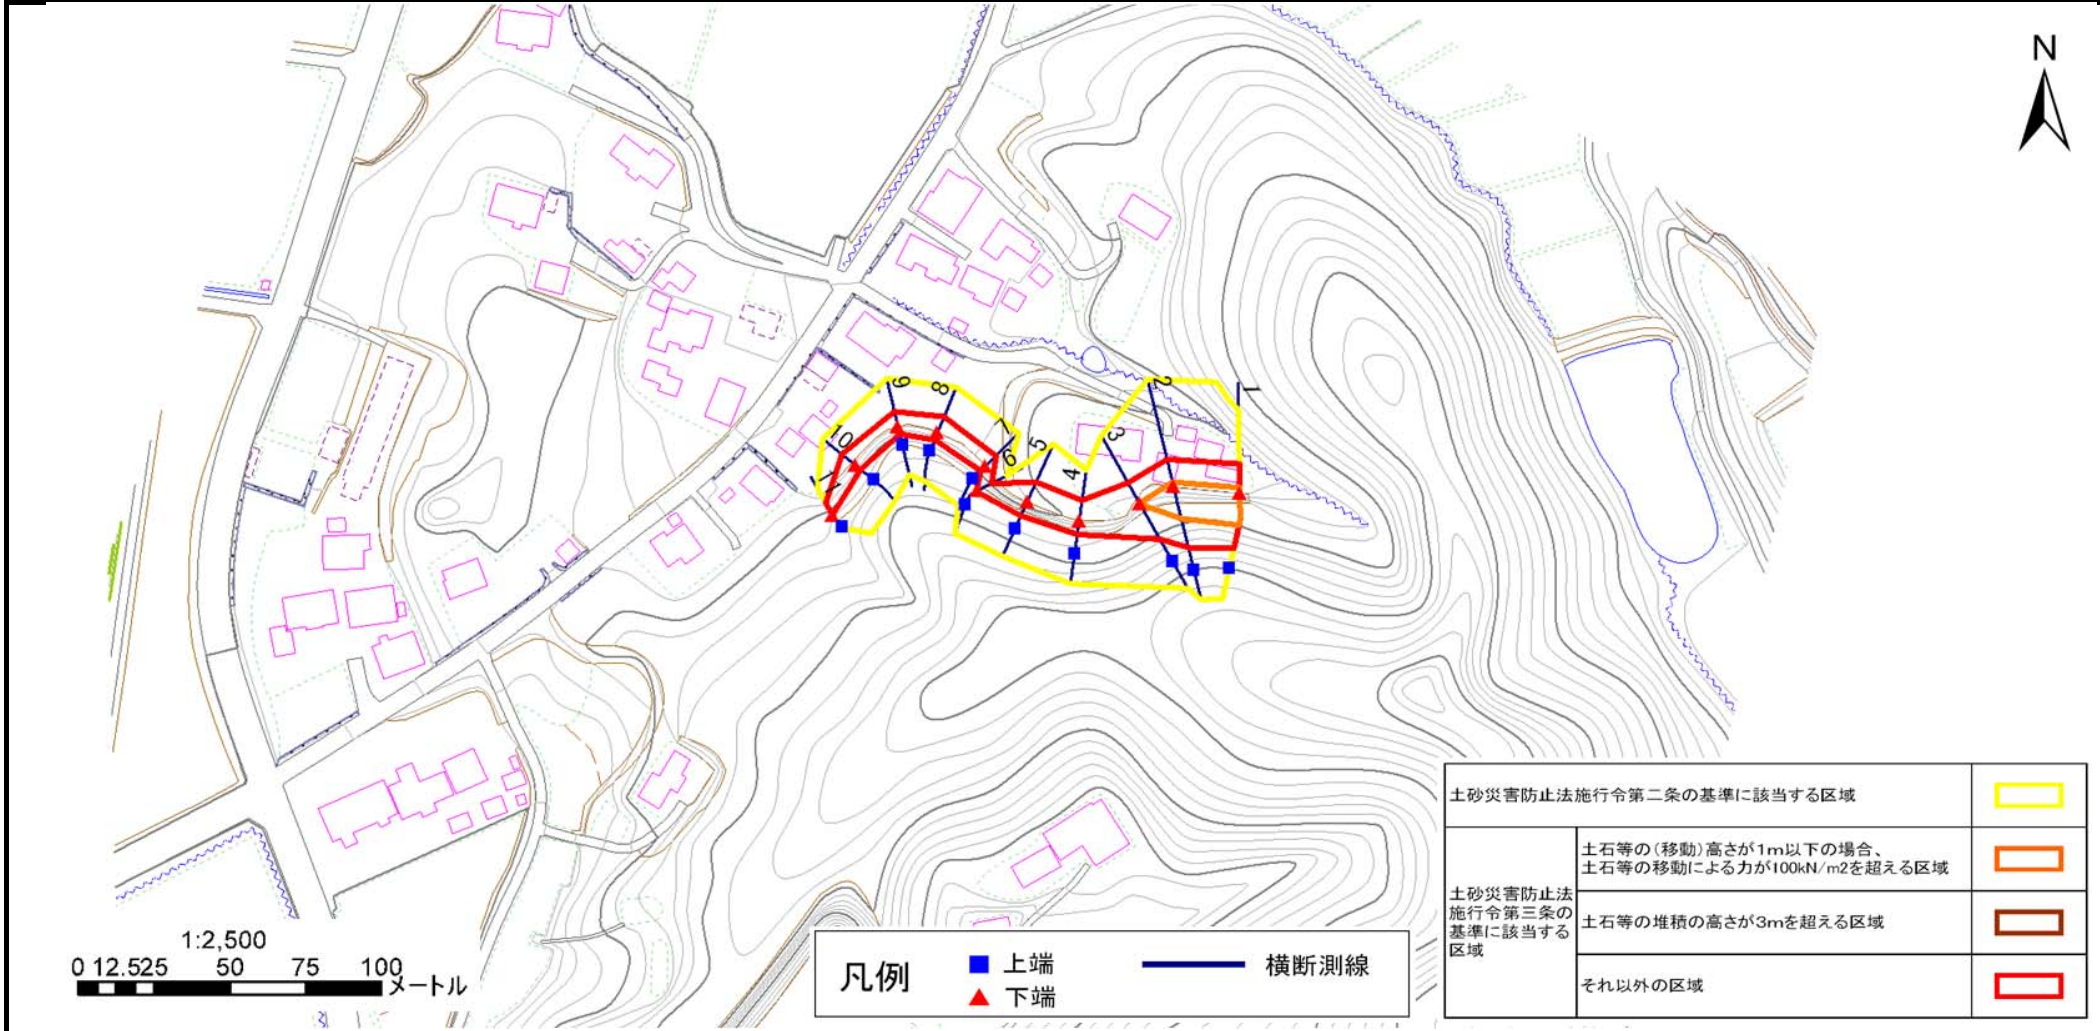 N
1
2
3
4
5
6
7
8
9
10
11
土砂災害防止法施行令第二条の基準に該当する区域
土砂災害防止法
施行令第三条の
基準に該当する
区域
土石等の(移動)高さが1m以下の場合、
土石等の移動による力が100kN/m2を超える区域
土石等の堆積の高さが3mを超える区域
それ以外の区域
1:2,500
0 12.525 50 75 100
メートル
凡例
上端
下端
横断測線